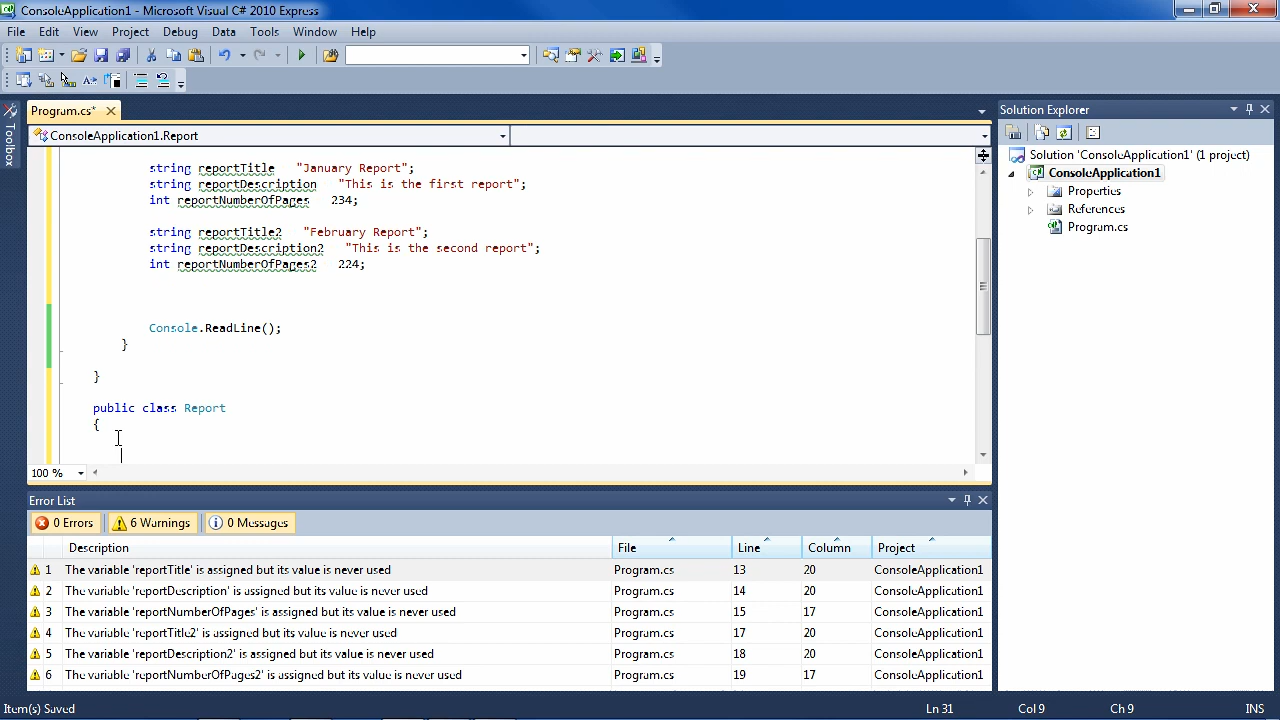 ConsoleApplication1 - Microsoft Visual C# 2010 Express
File Edit View Project Debug Data Tools Window Help
Program.cs*
ConsoleApplication1.Report
Toolbox
string reportTitle "January Report";
string reportDescription "This is the first report";
int reportNumberOfPages 234;
string reportTitle2 "February Report";
string reportDescription2 "This is the second report";
int reportNumberOfPages2 224;
Console.ReadLine();
}
}
public class Report
{
100 %
Solution Explorer
Solution 'ConsoleApplication1' (1 project)
ConsoleApplication1
Properties
References
Program.cs
Error List
0 Errors 6 Warnings 0 Messages
Description File Line Column Project
1 The variable 'reportTitle' is assigned but its value is never used Program.cs 13 20 ConsoleApplication1
2 The variable 'reportDescription' is assigned but its value is never used Program.cs 14 20 ConsoleApplication1
3 The variable 'reportNumberOfPages' is assigned but its value is never used Program.cs 15 17 ConsoleApplication1
4 The variable 'reportTitle2' is assigned but its value is never used Program.cs 17 20 ConsoleApplication1
5 The variable 'reportDescription2' is assigned but its value is never used Program.cs 18 20 ConsoleApplication1
6 The variable 'reportNumberOfPages2' is assigned but its value is never used Program.cs 19 17 ConsoleApplication1
Item(s) Saved Ln 31 Col 9 Ch 9 INS